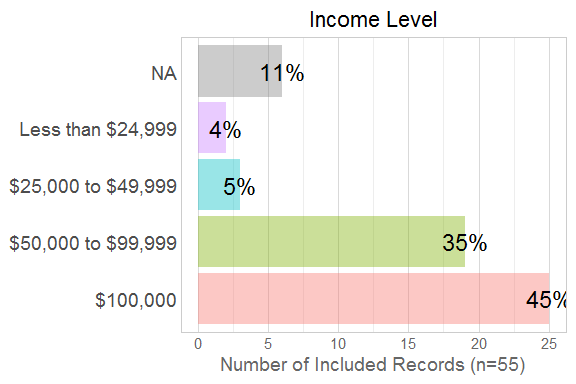 Income Level
NA
11%
Less than $24,999
4%
$25,000 to $49,999
5%
$50,000 to $99,999
35%
$100,000
45%
0 5 10 15 20 25
Number of Included Records (n=55)